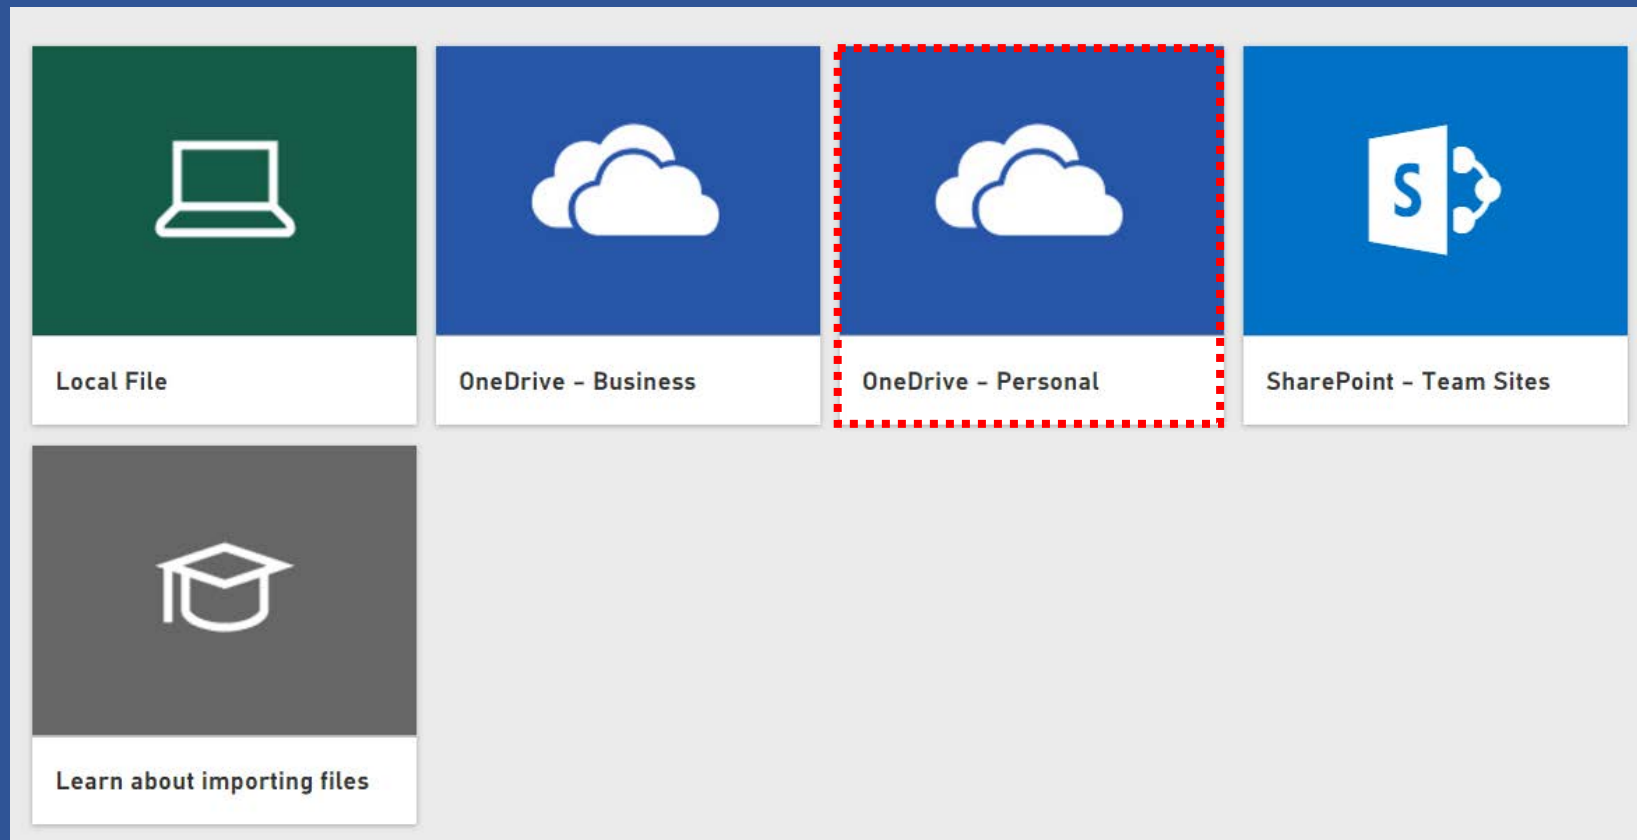 S
Local File
OneDrive – Business
OneDrive – Personal
SharePoint – Team Sites
Learn about importing files